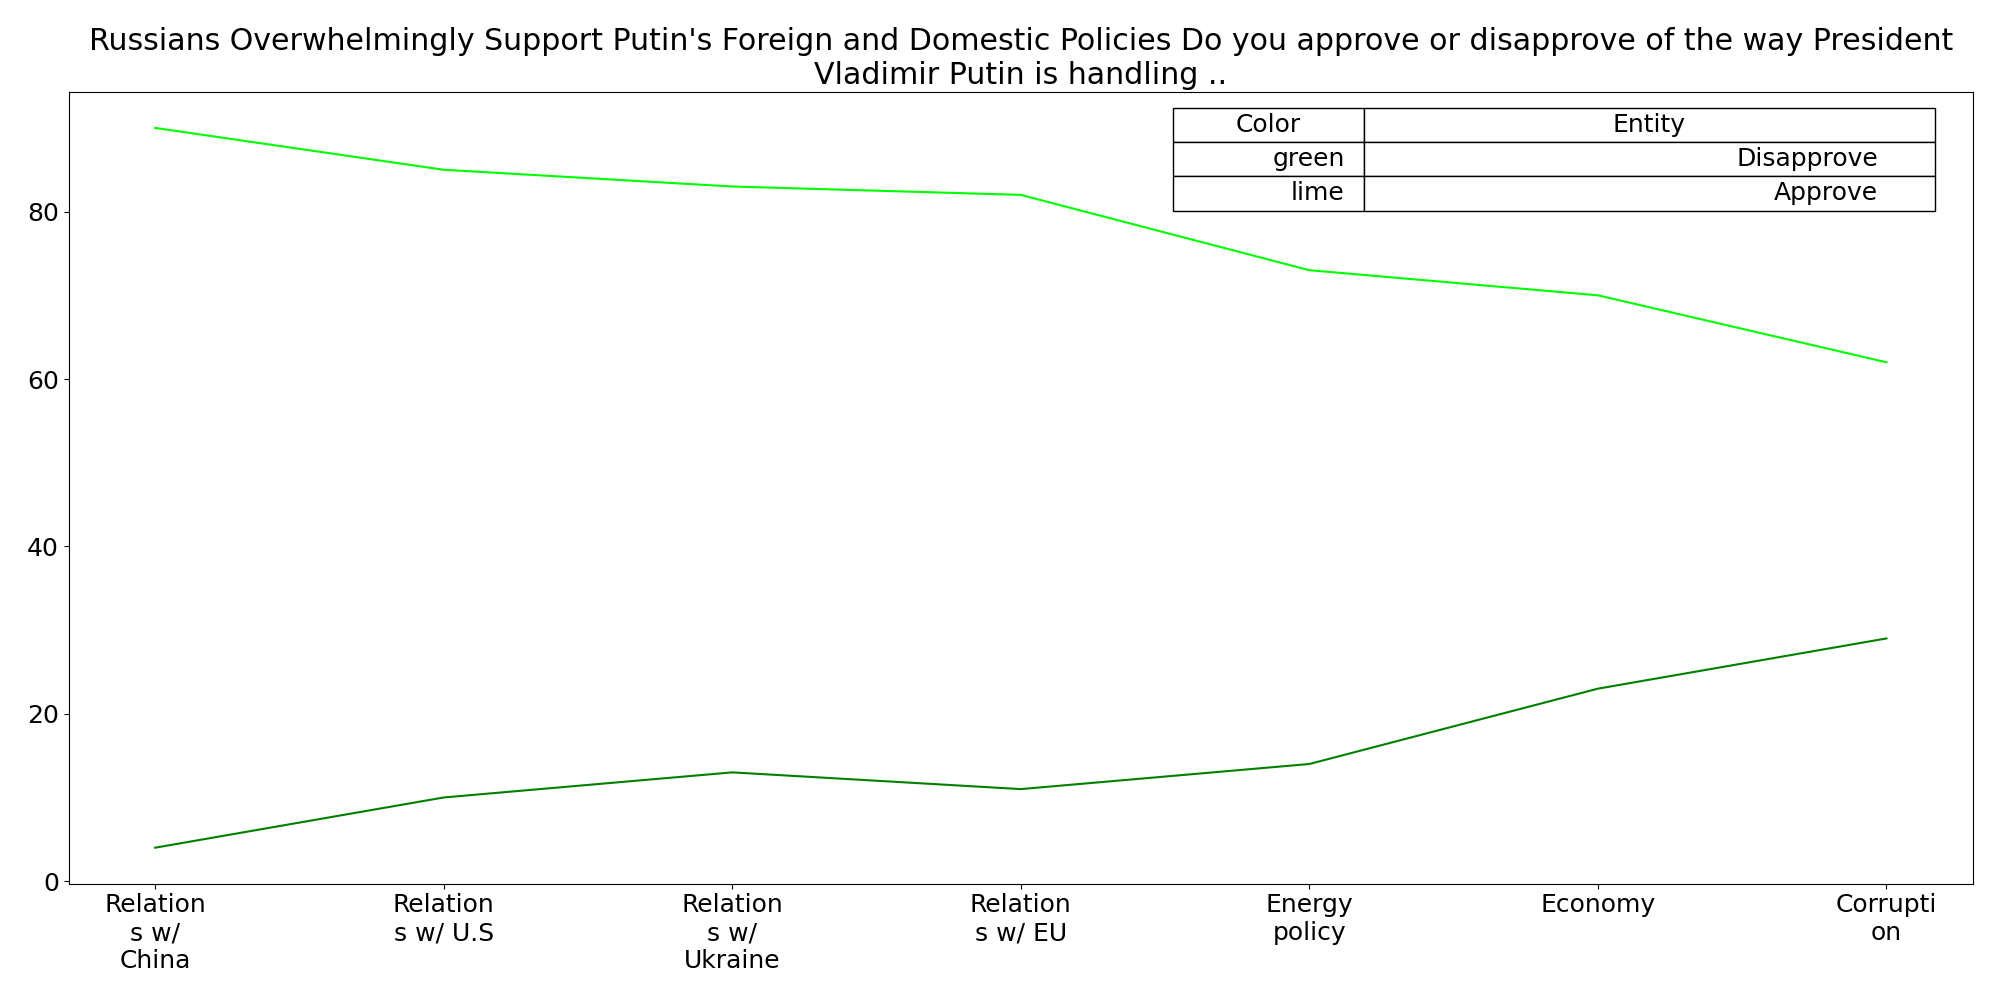 Russians Overwhelmingly Support Putin's Foreign and Domestic Policies Do you approve or disapprove of the way President
Vladimir Putin is handling ..
Color Entity
green Disapprove
lime Approve
80
60
40
20
0
Relation
s w/
China
Relation
s w/ U.S
Relation
s w/
Ukraine
Relation
s w/ EU
Energy
policy
Economy
Corrupti
on